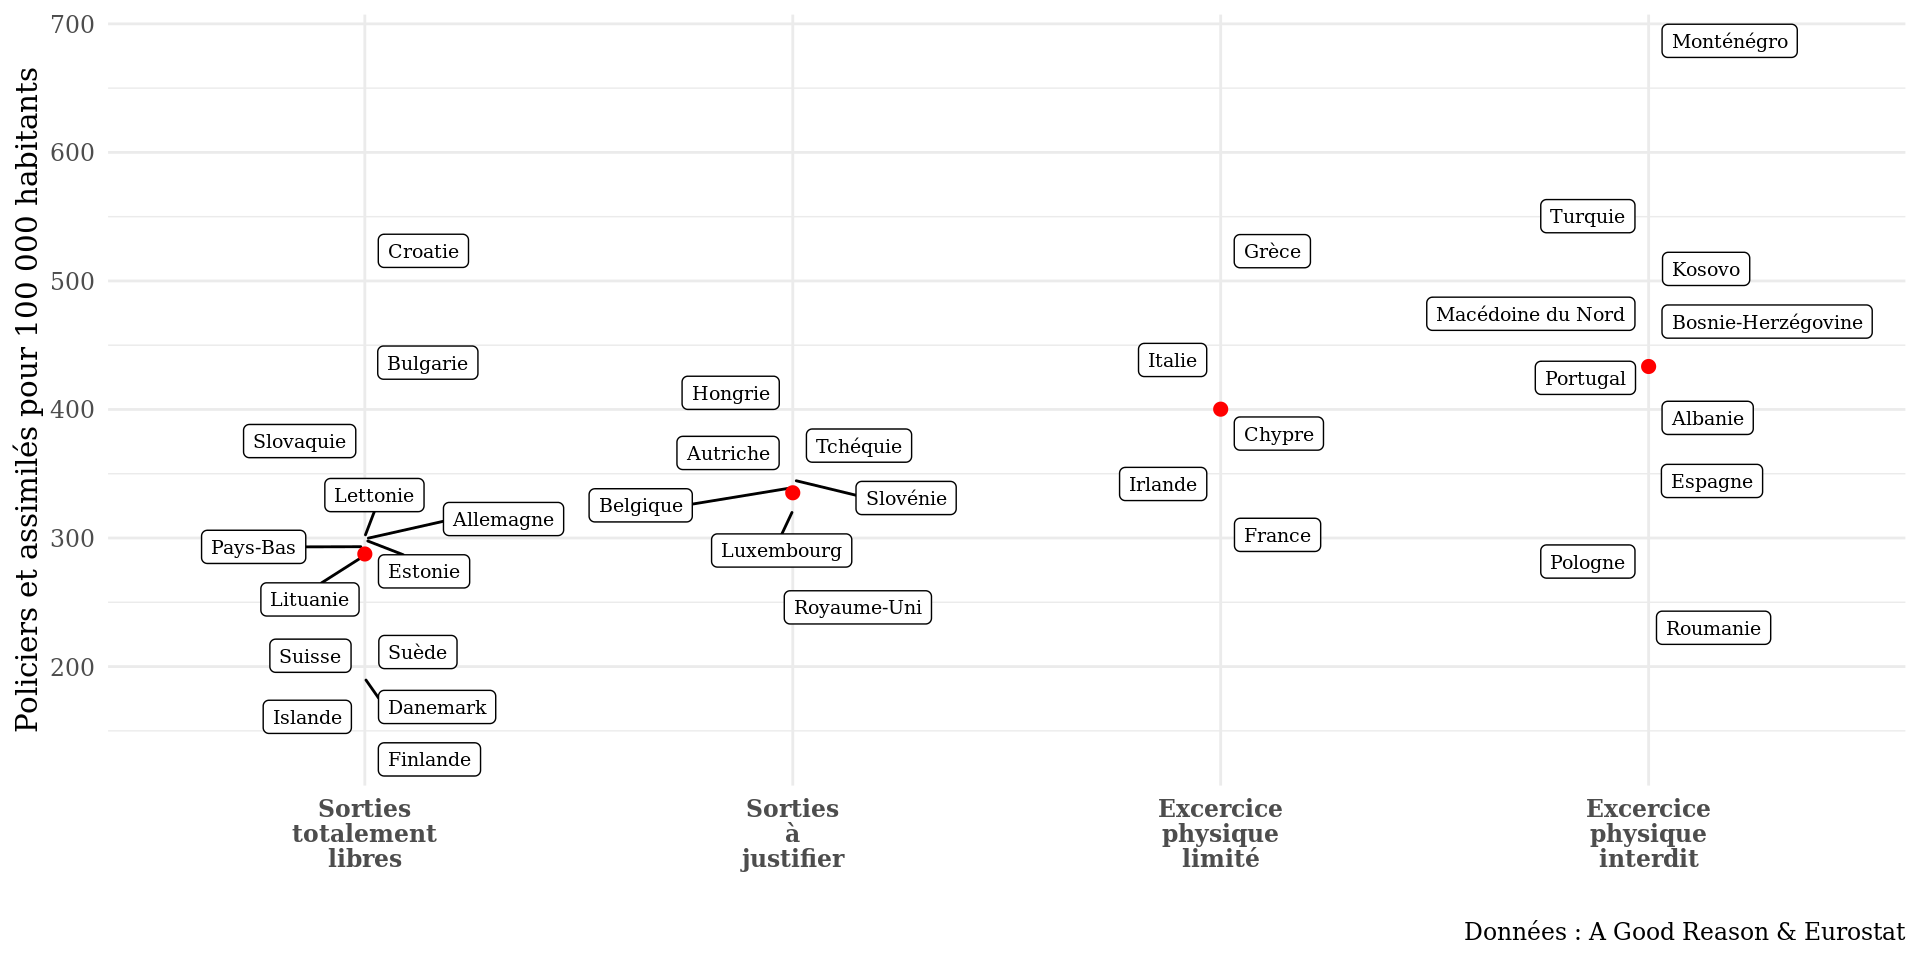 Policiers et assimilés pour 100 000 habitants
700
600
500
400
300
200
Croatie
Bulgarie
Slovaquie
Lettonie
Allemagne
Pays-Bas
Estonie
Lituanie
Suède
Suisse
Danemark
Islande
Finlande
Hongrie
Tchéquie
Autriche
Slovénie
Belgique
Luxembourg
Royaume-Uni
Grèce
Italie
Chypre
Irlande
France
Monténégro
Turquie
Kosovo
Macédoine du Nord
Bosnie-Herzégovine
Portugal
Albanie
Espagne
Pologne
Roumanie
Sorties
totalement
libres
Sorties
à
justifier
Excercice
physique
limité
Excercice
physique
interdit
Données : A Good Reason & Eurostat